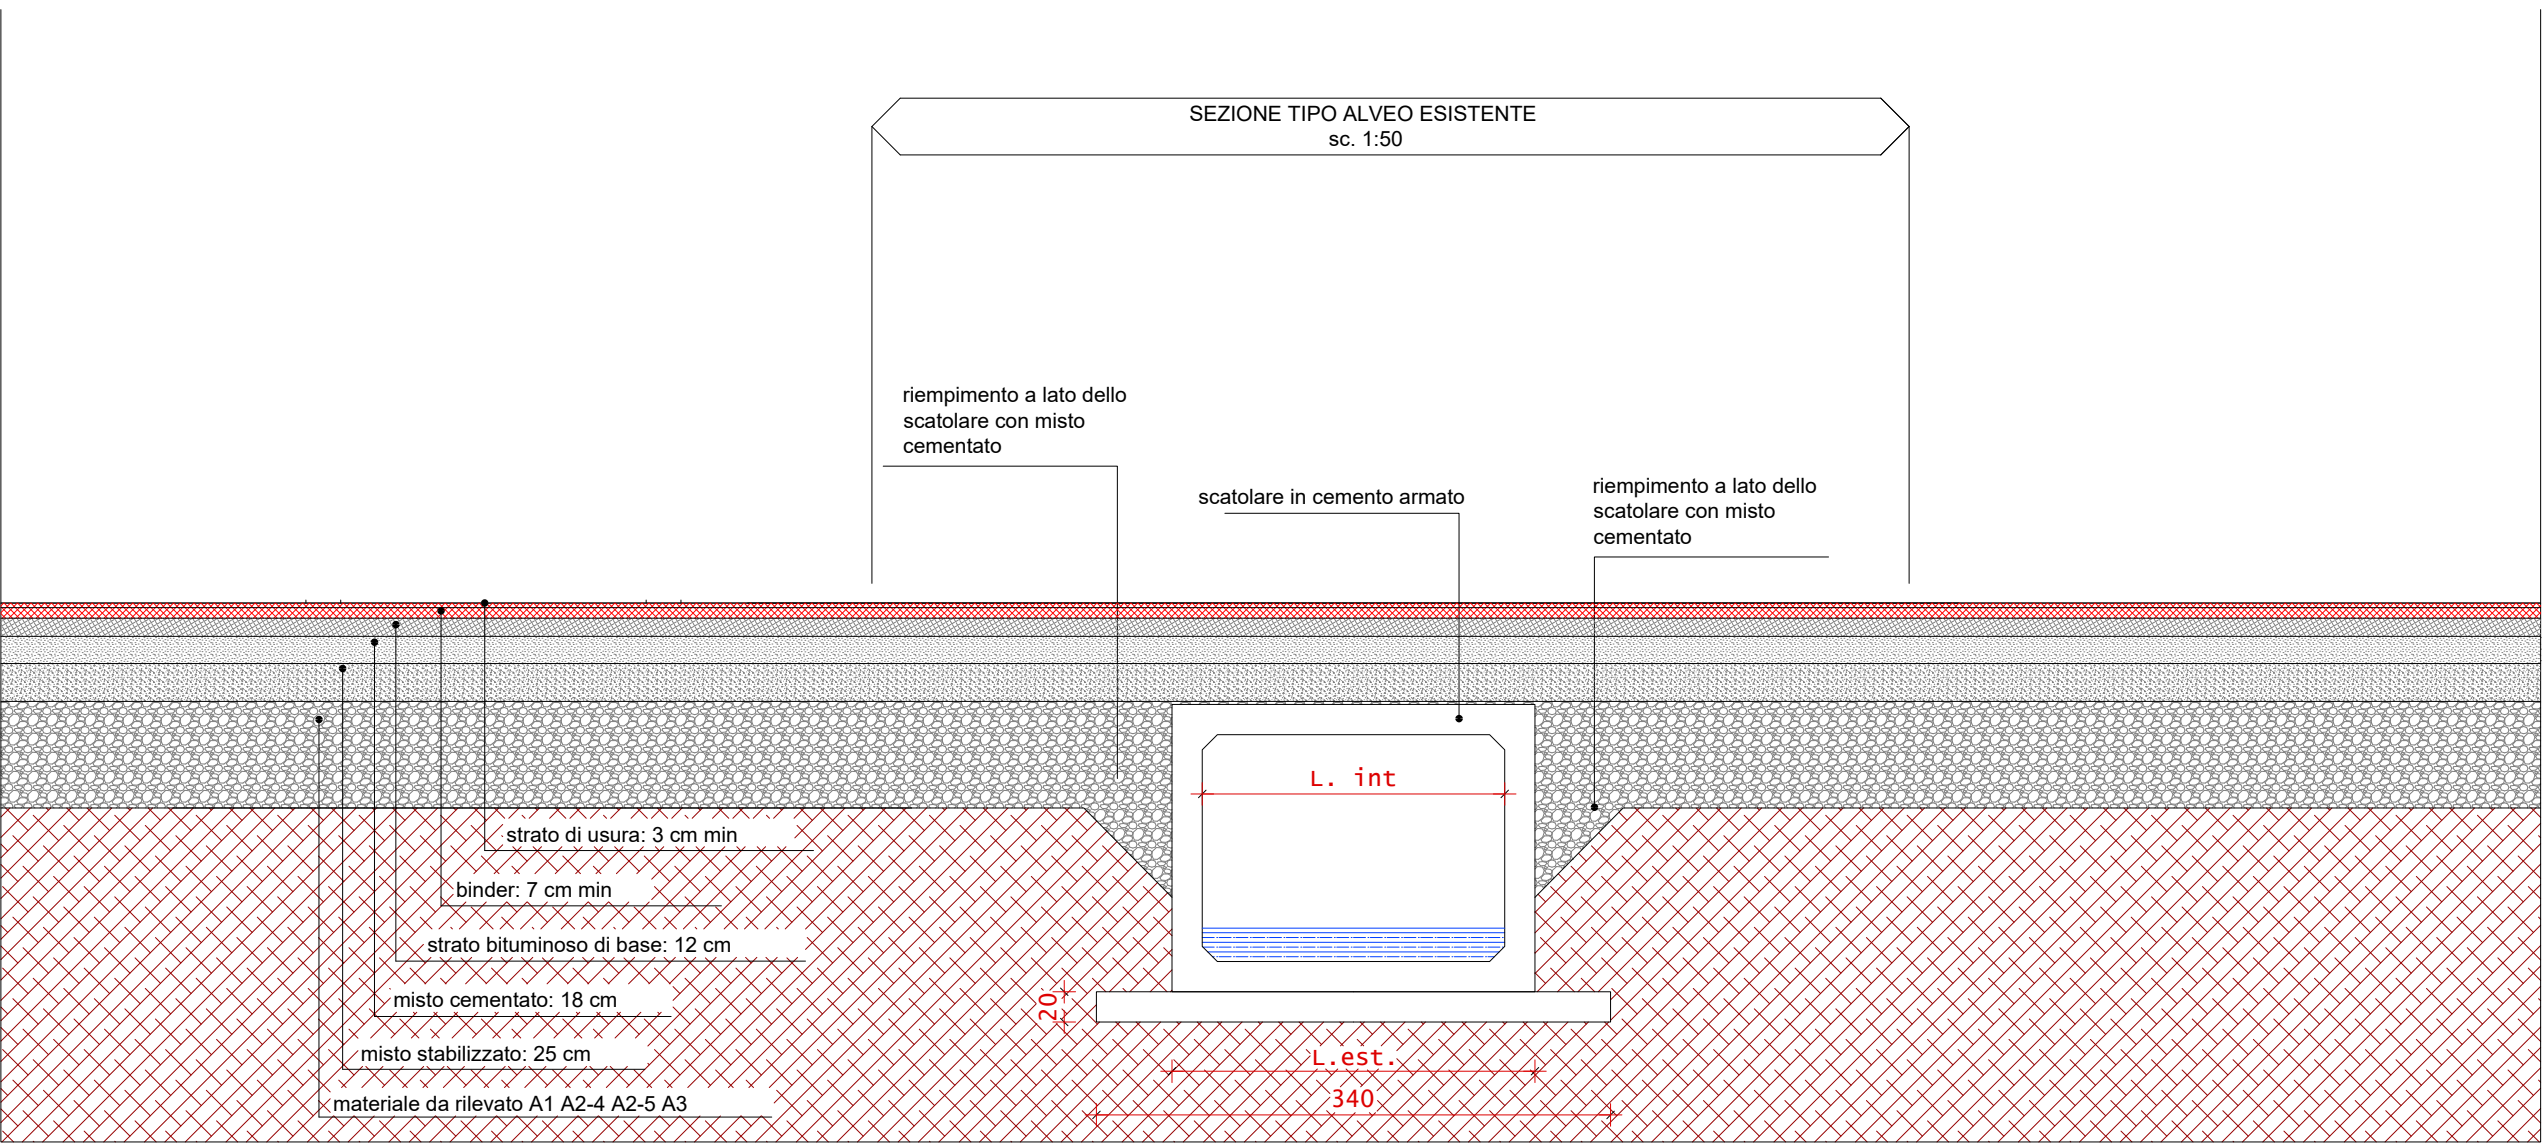 SEZIONE TIPO ALVEO ESISTENTE
sc. 1:50
riempimento a lato dello
scatolare con misto
cementato
scatolare in cemento armato
riempimento a lato dello
scatolare con misto
cementato
L. int
strato di usura: 3 cm min
binder: 7 cm min
strato bituminoso di base: 12 cm
misto cementato: 18 cm
20
misto stabilizzato: 25 cm
L.est.
340
materiale da rilevato A1 A2-4 A2-5 A3